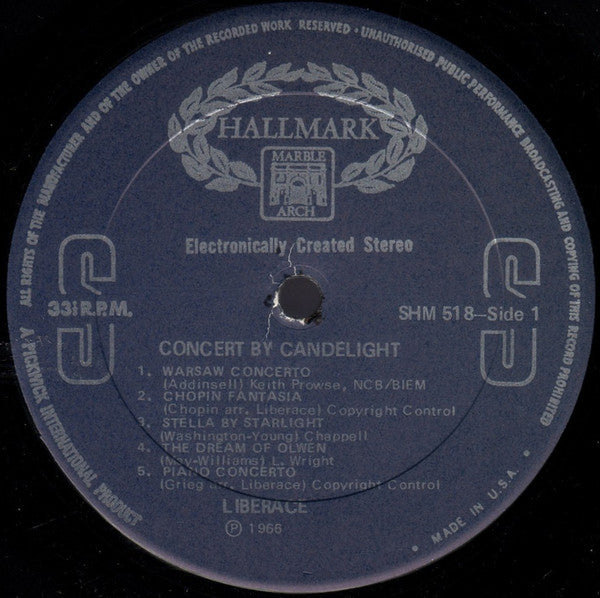 ALL RIGHTS OF THE MANUFACTURER AND OF THE OWNER OF THE RECORDED WORK RESERVED · UNAUTHORISED PUBLIC PERFORMANCE BROADCASTING AND COPYING OF THIS RECORD PROHIBITED
HALLMARK
MARBLE
ARCH
Electronically Created Stereo
33⅓ R.P.M.
SHM 518—Side 1
CONCERT BY CANDELIGHT
1. WARSAW CONCERTO
(Addinsell) Keith Prowse, NCB/BIEM
2. CHOPIN FANTASIA
(Chopin arr. Liberace) Copyright Control
3. STELLA BY STARLIGHT
(Washington-Young) Chappell
4. THE DREAM OF OLWEN
(May-Williams) L. Wright
5. PIANO CONCERTO
(Grieg arr. Liberace) Copyright Control
LIBERACE
℗ 1966
A PICKWICK INTERNATIONAL PRODUCT
• MADE IN U.S.A. •